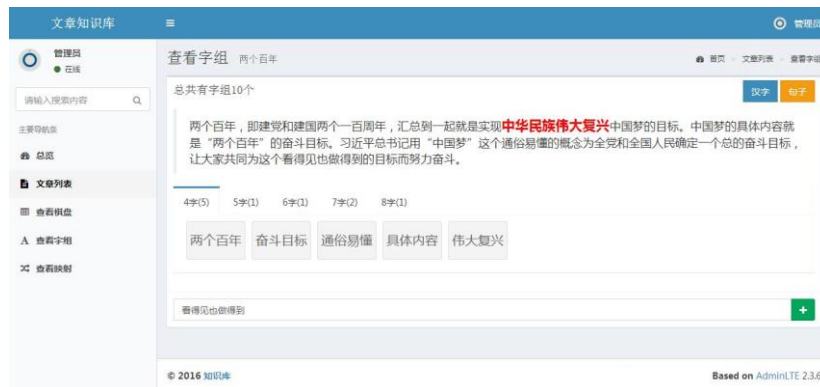 文章知识库
管理员
管理员
在线
请输入搜索内容
主要导航菜
总览
文章列表
查看棋盘
A 查看字组
查看映射
查看字组 两个百年
首页 > 文章列表 > 查看字组
总共有字组10个
汉字 句子
两个百年，即建党和建国两个一百周年，汇总到一起就是实现中华民族伟大复兴中国梦的目标。中国梦的具体内容就
是“两个百年”的奋斗目标。习近平总书记用“中国梦”这个通俗易懂的概念为全党和全国人民确定一个总的奋斗目标，
让大家共同为这个看得见也做得到的目标而努力奋斗。
4字(5) 5字(1) 6字(1) 7字(2) 8字(1)
两个百年 奋斗目标 通俗易懂 具体内容 伟大复兴
看得见也做得到
+
© 2016 知识库
Based on AdminLTE 2.3.6